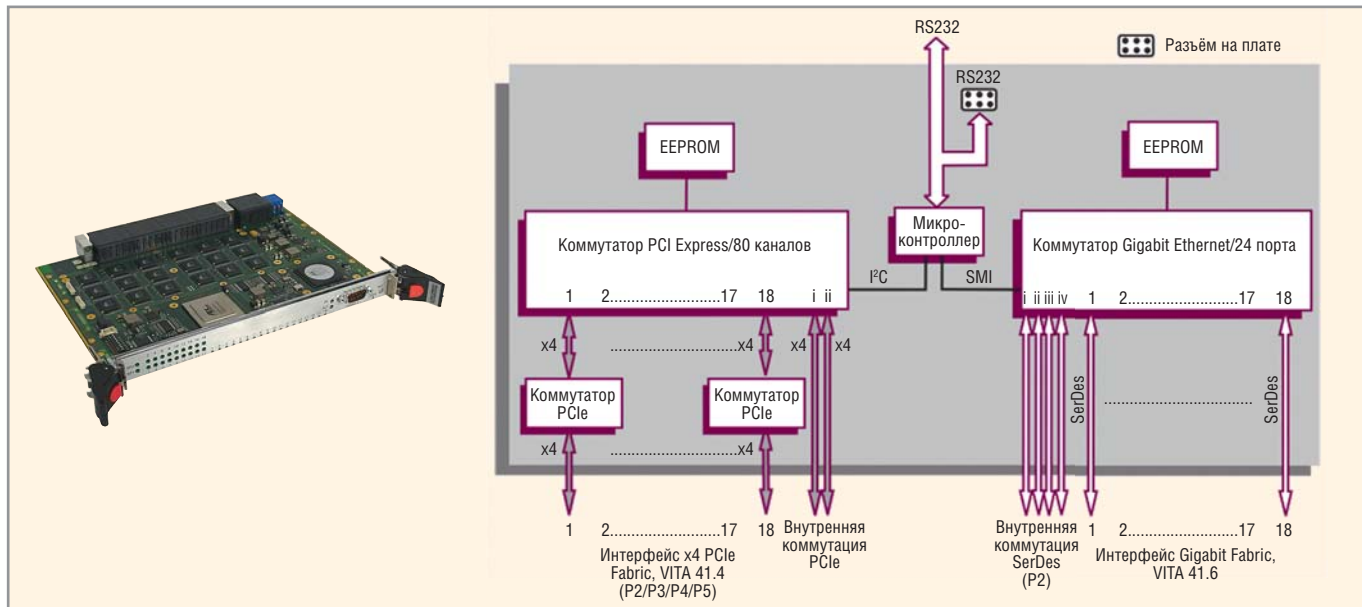 RS232
Разъём на плате
RS232
EEPROM
EEPROM
Микро-
контроллер
Коммутатор PCI Express/80 каналов
Коммутатор Gigabit Ethernet/24 порта
I²C
SMI
1 2..........................17 18 i ii
i ii iii iv 1 2..........................17 18
x4 ..........................x4 x4 x4
SerDes .............................. SerDes
Коммутатор
PCIe
Коммутатор
PCIe
x4 ..........................x4
1 2..........................17 18
Внутренняя
коммутация
PCIe
Интерфейс x4 PCIe
Fabric, VITA 41.4
(P2/P3/P4/P5)
Внутренняя
коммутация
SerDes
(P2)
1 2..........................17 18
Интерфейс Gigabit Fabric,
VITA 41.6